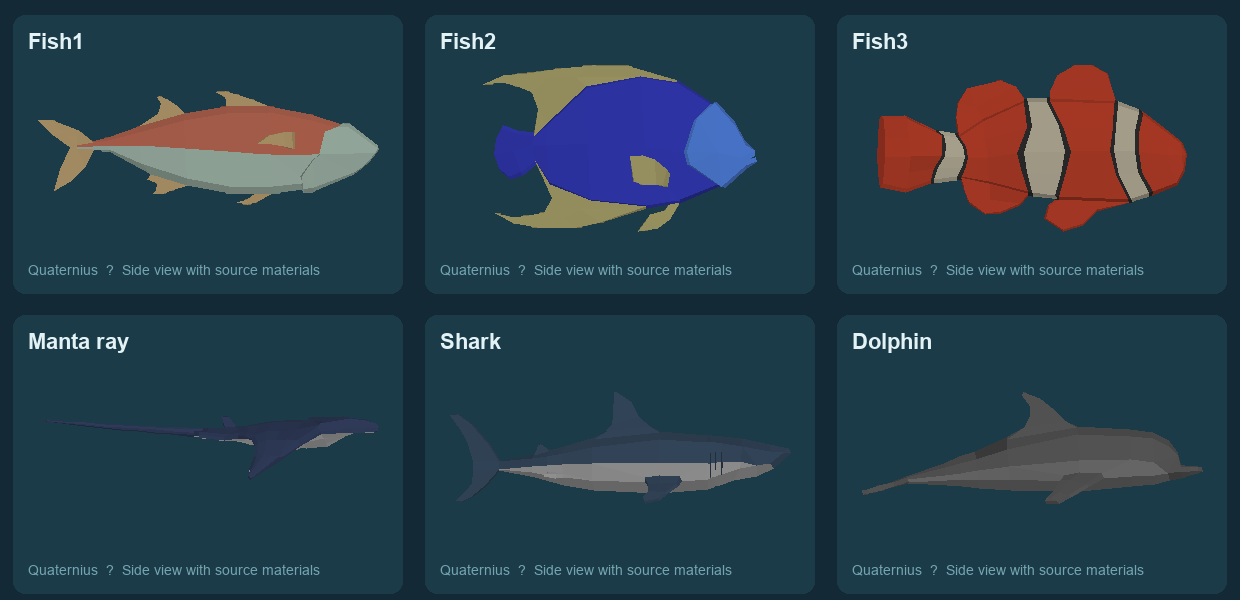 Fish1
Quaternius ? Side view with source materials
Fish2
Quaternius ? Side view with source materials
Fish3
Quaternius ? Side view with source materials
Manta ray
Quaternius ? Side view with source materials
Shark
Quaternius ? Side view with source materials
Dolphin
Quaternius ? Side view with source materials